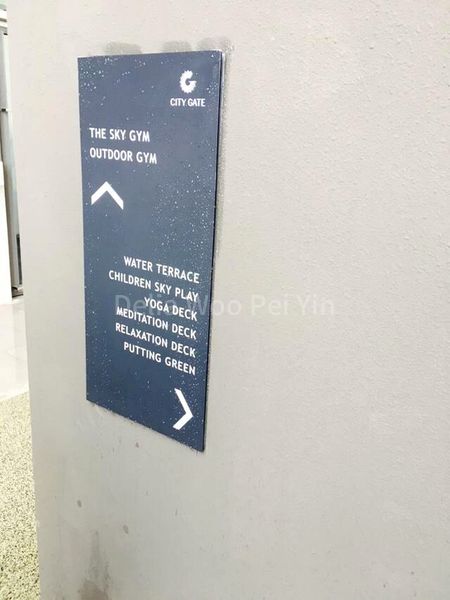 CITY GATE
THE SKY GYM
OUTDOOR GYM
WATER TERRACE
CHILDREN SKY PLAY
YOGA DECK
MEDITATION DECK
RELAXATION DECK
PUTTING GREEN
Delia Woo Pei Yin